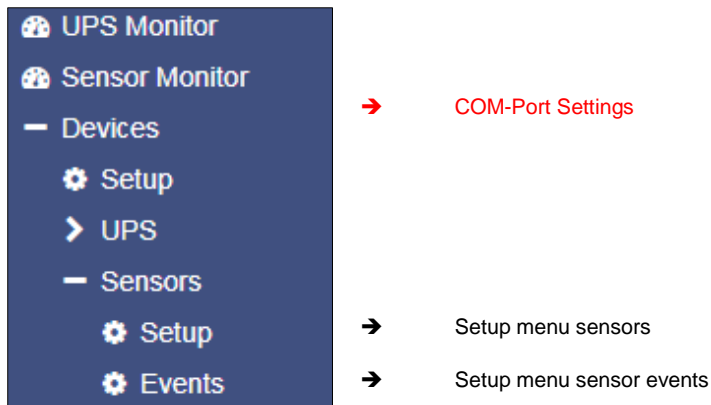 UPS Monitor
Sensor Monitor
➔ COM-Port Settings
Devices
Setup
UPS
Sensors
Setup ➔ Setup menu sensors
Events ➔ Setup menu sensor events